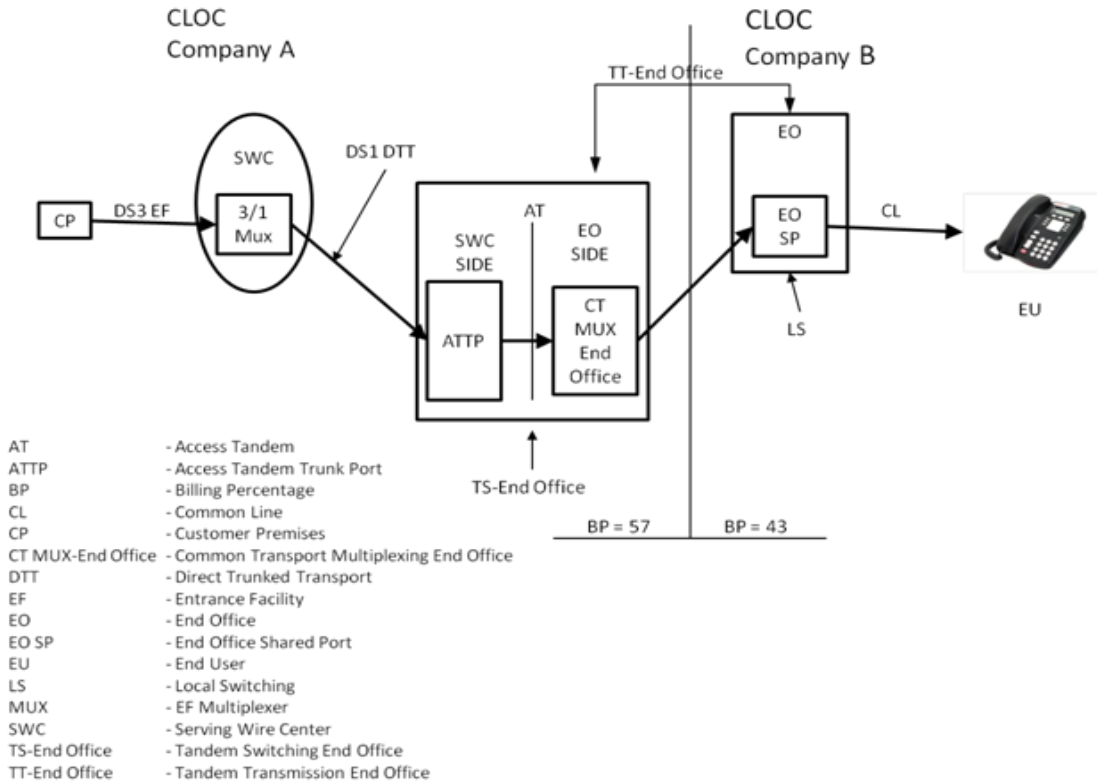 CLOC
Company A
CLOC
Company B
TT-End Office
EO
SWC
DS1 DTT
CP
DS3 EF
3/1
Mux
AT
SWC
SIDE
EO
SIDE
EO
SP
CL
ATTP
CT
MUX
End
Office
LS
EU
TS-End Office
BP = 57
BP = 43
AT - Access Tandem
ATTP - Access Tandem Trunk Port
BP - Billing Percentage
CL - Common Line
CP - Customer Premises
CT MUX-End Office - Common Transport Multiplexing End Office
DTT - Direct Trunked Transport
EF - Entrance Facility
EO - End Office
EO SP - End Office Shared Port
EU - End User
LS - Local Switching
MUX - EF Multiplexer
SWC - Serving Wire Center
TS-End Office - Tandem Switching End Office
TT-End Office - Tandem Transmission End Office